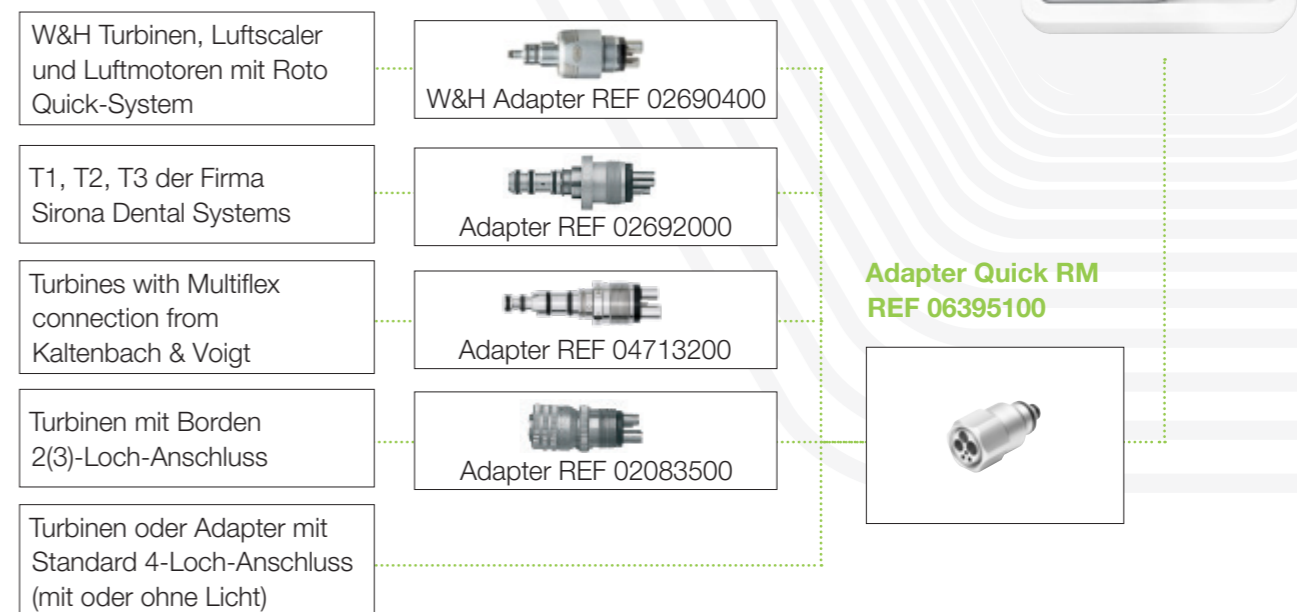 W&H Turbinen, Luftscaler
und Luftmotoren mit Roto
Quick-System
W&H Adapter REF 02690400
T1, T2, T3 der Firma
Sirona Dental Systems
Adapter REF 02692000
Turbines with Multiflex
connection from
Kaltenbach & Voigt
Adapter REF 04713200
Turbinen mit Borden
2(3)-Loch-Anschluss
Adapter REF 02083500
Turbinen oder Adapter mit
Standard 4-Loch-Anschluss
(mit oder ohne Licht)
Adapter Quick RM
REF 06395100